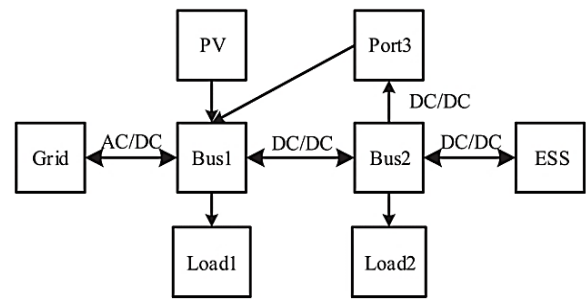 PV
Port3
DC/DC
Grid
AC/DC
Bus1
DC/DC
Bus2
DC/DC
ESS
Load1
Load2